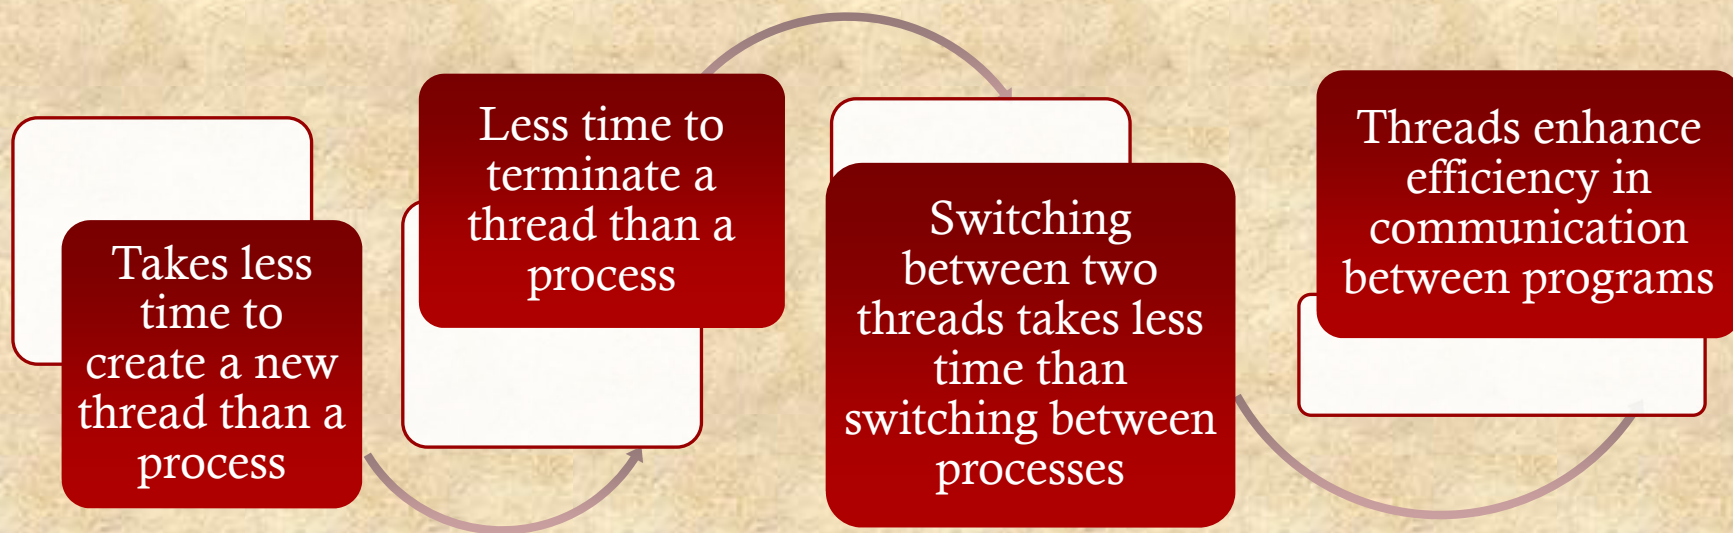 Takes less
time to
create a new
thread than a
process
Less time to
terminate a
thread than a
process
Switching
between two
threads takes less
time than
switching between
processes
Threads enhance
efficiency in
communication
between programs